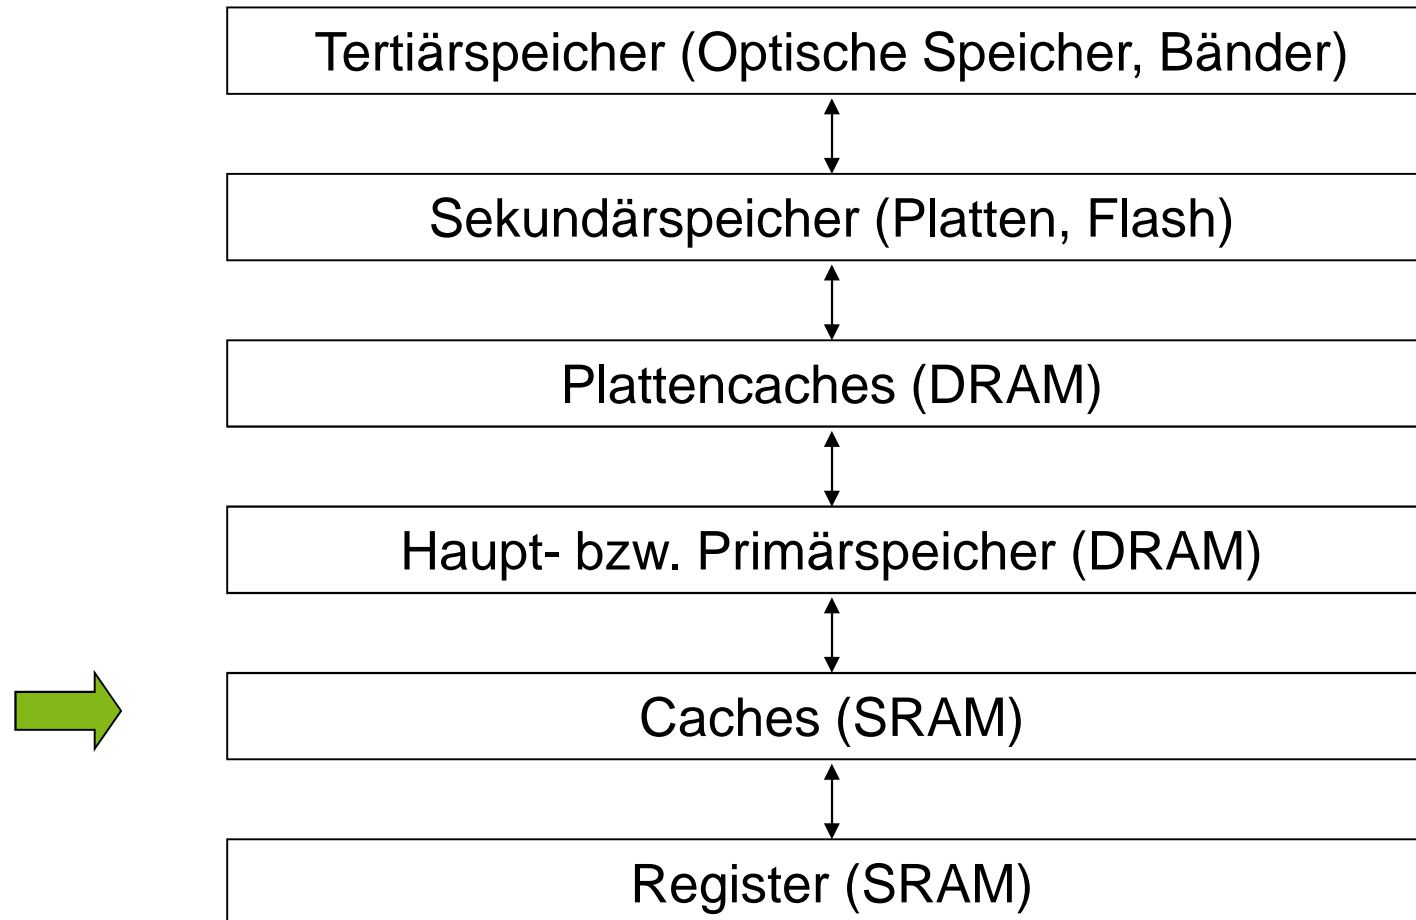 Tertiärspeicher (Optische Speicher, Bänder)
Sekundärspeicher (Platten, Flash)
Plattencaches (DRAM)
Haupt- bzw. Primärspeicher (DRAM)
Caches (SRAM)
Register (SRAM)